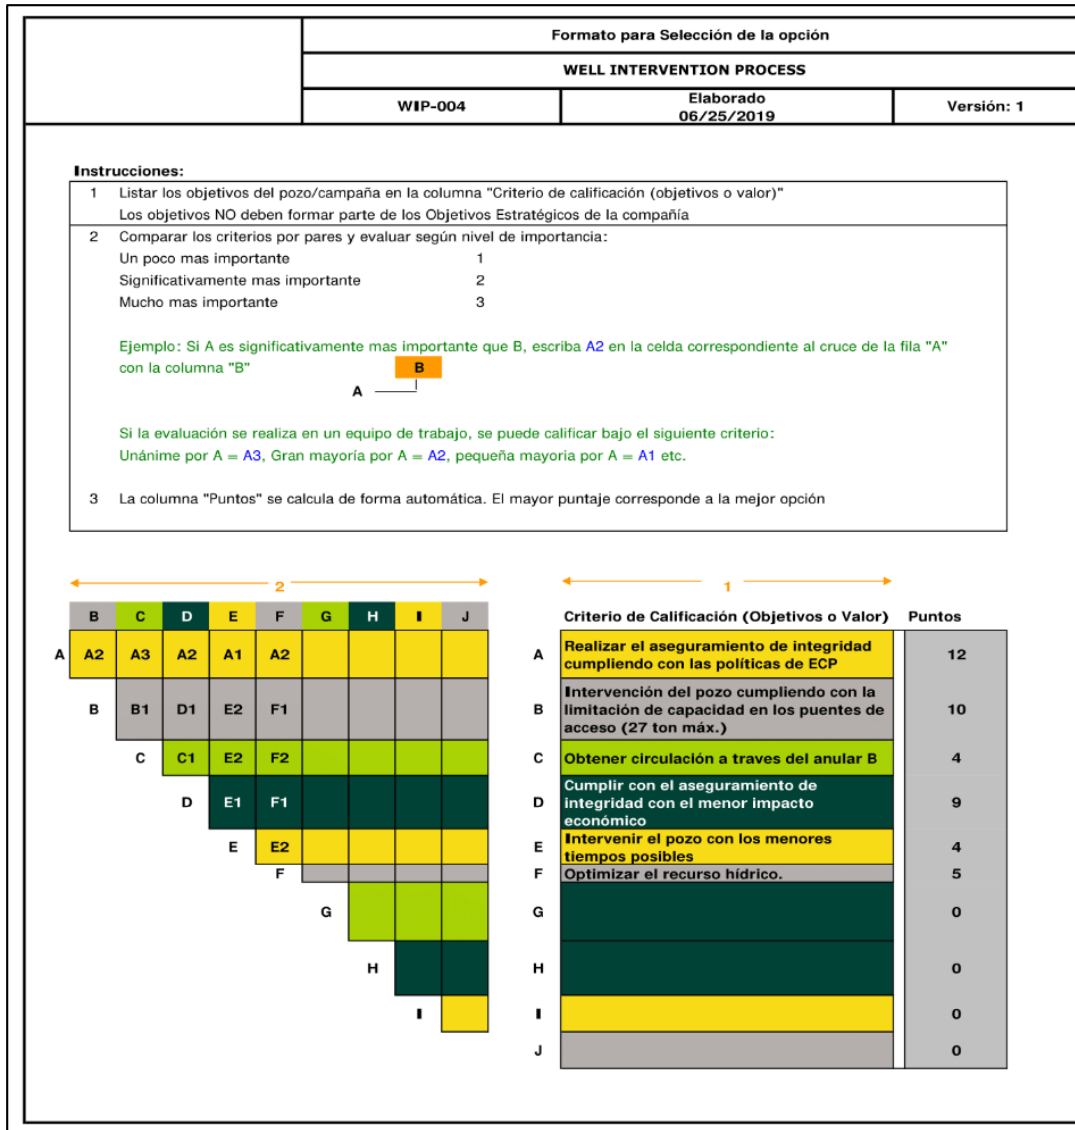 Formato para Selección de la opción
WELL INTERVENTION PROCESS
WIP-004
Elaborado
06/25/2019
Versión: 1
Instrucciones:
1 Listar los objetivos del pozo/campaña en la columna "Criterio de calificación (objetivos o valor)"
Los objetivos NO deben formar parte de los Objetivos Estratégicos de la compañía
2 Comparar los criterios por pares y evaluar según nivel de importancia:
Un poco mas importante 1
Significativamente mas importante 2
Mucho mas importante 3
Ejemplo: Si A es significativamente mas importante que B, escriba A2 en la celda correspondiente al cruce de la fila "A"
con la columna "B"
B
A
Si la evaluación se realiza en un equipo de trabajo, se puede calificar bajo el siguiente criterio:
Unánime por A = A3, Gran mayoría por A = A2, pequeña mayoria por A = A1 etc.
3 La columna "Puntos" se calcula de forma automática. El mayor puntaje corresponde a la mejor opción
2
B C D E F G H I J
A A2 A3 A2 A1 A2
B B1 D1 E2 F1
C C1 E2 F2
D E1 F1
E E2
F
G
H
I
1
Criterio de Calificación (Objetivos o Valor) Puntos
A Realizar el aseguramiento de integridad
cumpliendo con las políticas de ECP 12
B Intervención del pozo cumpliendo con la
limitación de capacidad en los puentes de
acceso (27 ton máx.) 10
C Obtener circulación a traves del anular B 4
D Cumplir con el aseguramiento de
integridad con el menor impacto
económico 9
E Intervenir el pozo con los menores
tiempos posibles 4
F Optimizar el recurso hídrico. 5
G 0
H 0
I 0
J 0